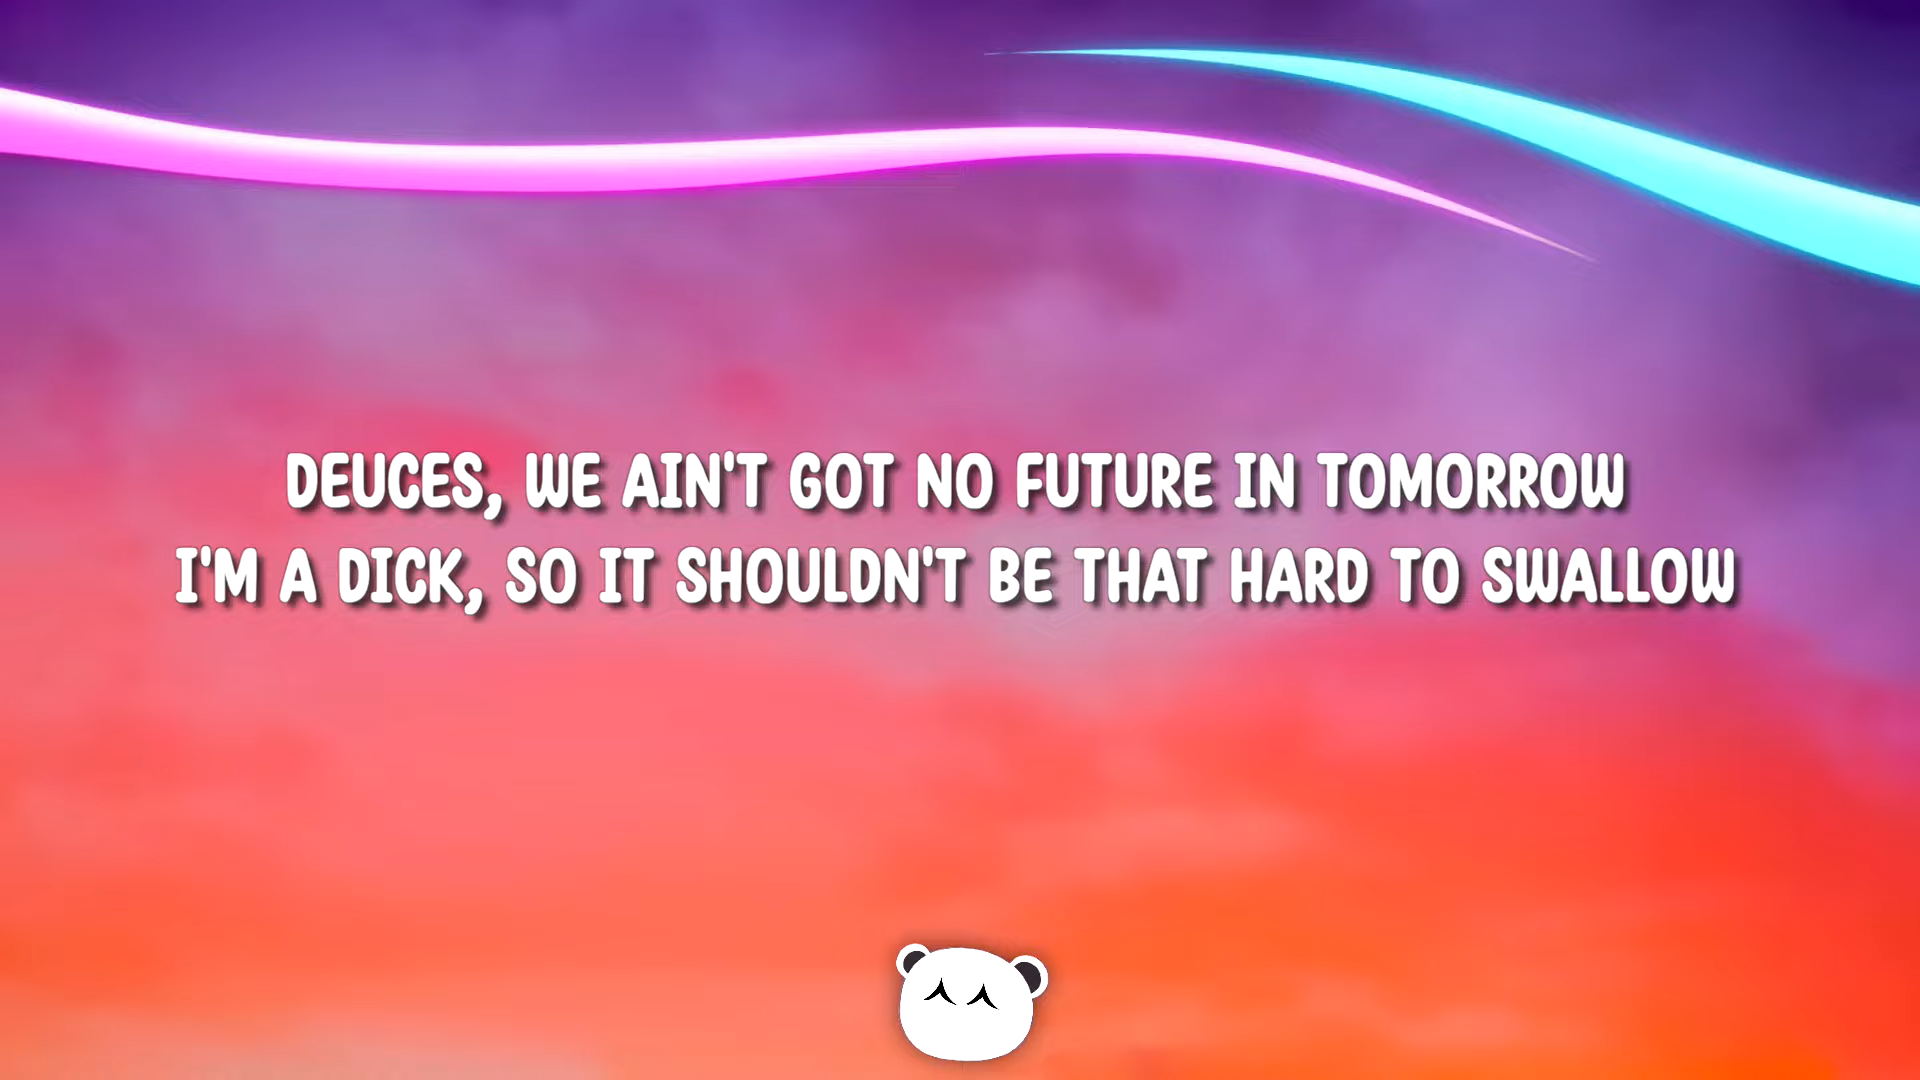 DEUCES, WE AIN'T GOT NO FUTURE IN TOMORROW
I'M A DICK, SO IT SHOULDN'T BE THAT HARD TO SWALLOW